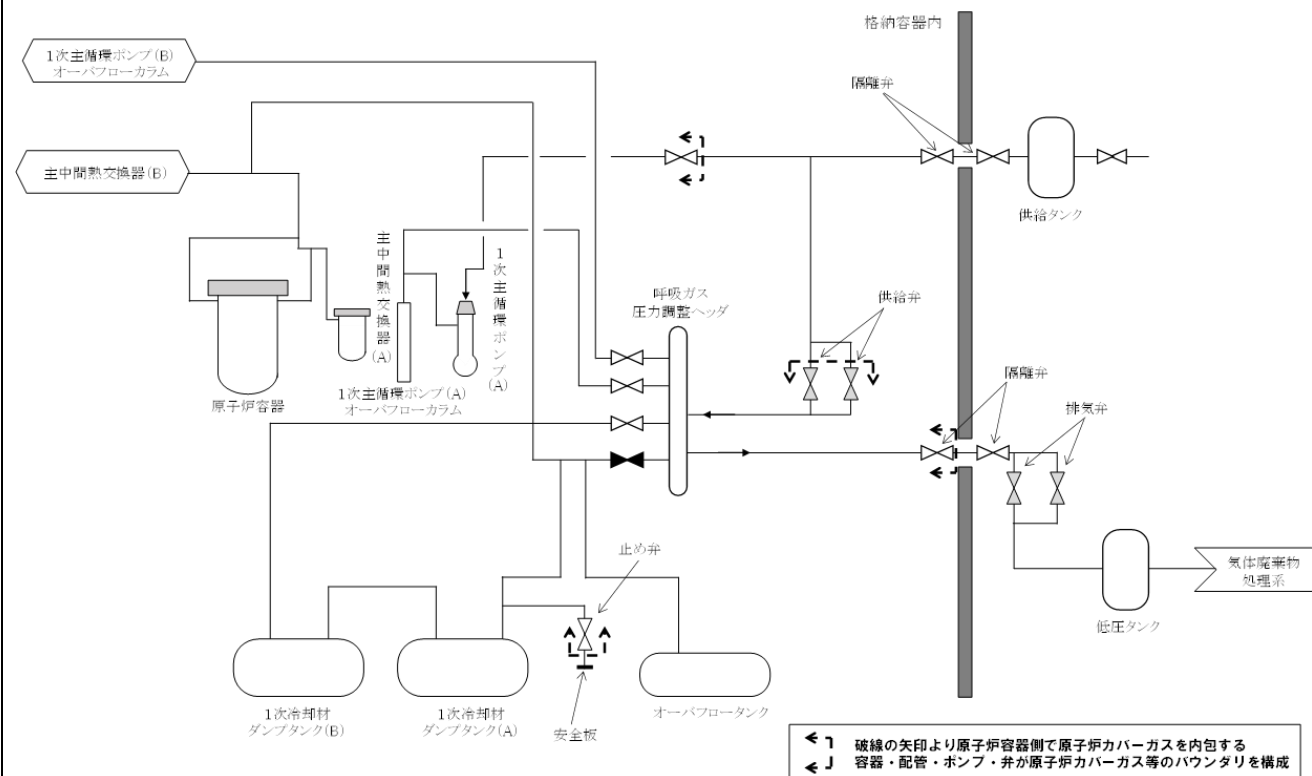 格納容器内
1次主循環ポンプ(B)
オーバフローカラム
隔離弁
主中間熱交換器(B)
供給タンク
主中間熱交換器(A)
1次主循環ポンプ(A)
呼吸ガス
圧力調整ヘッダ
供給弁
原子炉容器
1次主循環ポンプ(A)
オーバフローカラム
隔離弁
排気弁
止め弁
気体廃棄物
処理系
低圧タンク
1次冷却材
ダンプタンク(B)
1次冷却材
ダンプタンク(A)
安全板
オーバフロータンク
破線の矢印より原子炉容器側で原子炉カバーガスを内包する
容器・配管・ポンプ・弁が原子炉カバーガス等のバウンダリを構成